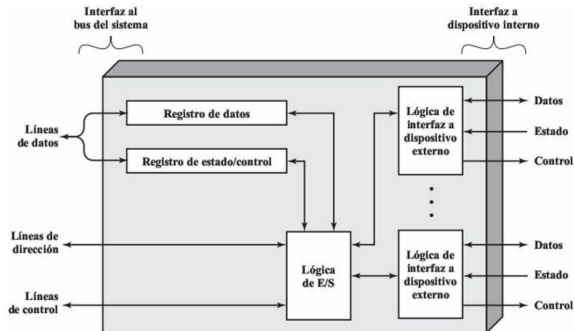 Interfaz al
bus del sistema
Interfaz a
dispositivo interno
Registro de datos
Líneas
de datos
Registro de estado/control
Lógica de
interfaz a
dispositivo
externo
Datos
Estado
Control
Líneas de
dirección
Líneas
de control
Lógica
de E/S
Lógica de
interfaz a
dispositivo
externo
Datos
Estado
Control